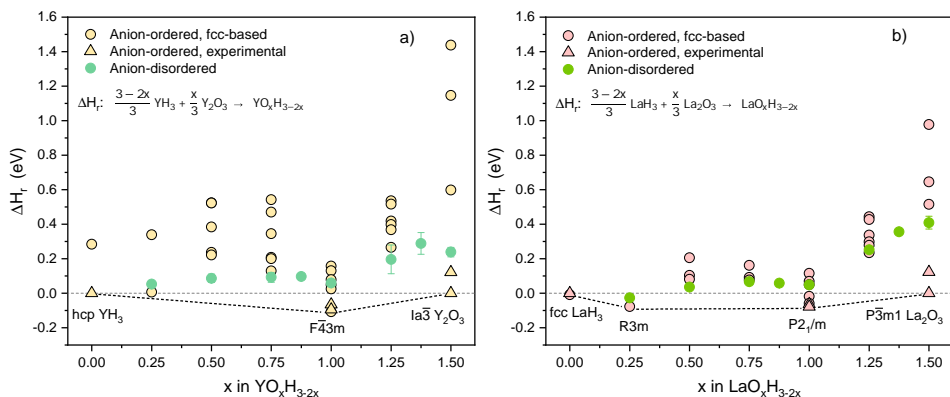 a)
Anion-ordered, fcc-based
Anion-ordered, experimental
Anion-disordered
ΔHᵣ: (3 − 2x)/3 YH₃ + x/3 Y₂O₃ → YOₓH₃₋₂ₓ
ΔHᵣ (eV)
1.6
1.4
1.2
1.0
0.8
0.6
0.4
0.2
0.0
-0.2
hcp YH₃
F4̅3m
Ia3̅ Y₂O₃
0.00 0.25 0.50 0.75 1.00 1.25 1.50
x in YOₓH₃₋₂ₓ
b)
Anion-ordered, fcc-based
Anion-ordered, experimental
Anion-disordered
ΔHᵣ: (3 − 2x)/3 LaH₃ + x/3 La₂O₃ → LaOₓH₃₋₂ₓ
ΔHᵣ (eV)
1.6
1.4
1.2
1.0
0.8
0.6
0.4
0.2
0.0
-0.2
fcc LaH₃
R3m
P2₁/m
P3̅m1 La₂O₃
0.00 0.25 0.50 0.75 1.00 1.25 1.50
x in LaOₓH₃₋₂ₓ